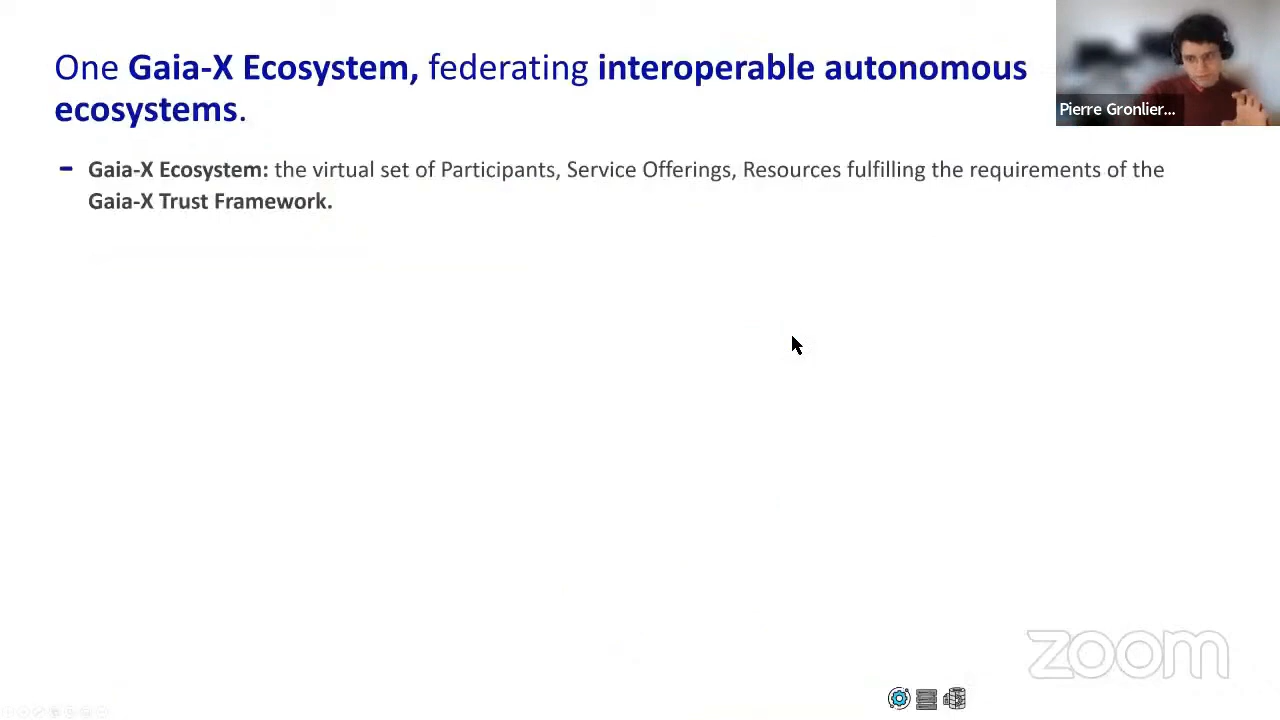 One Gaia-X Ecosystem, federating interoperable autonomous
ecosystems.
Pierre Gronlier...
- Gaia-X Ecosystem: the virtual set of Participants, Service Offerings, Resources fulfilling the requirements of the
Gaia-X Trust Framework.
zoom